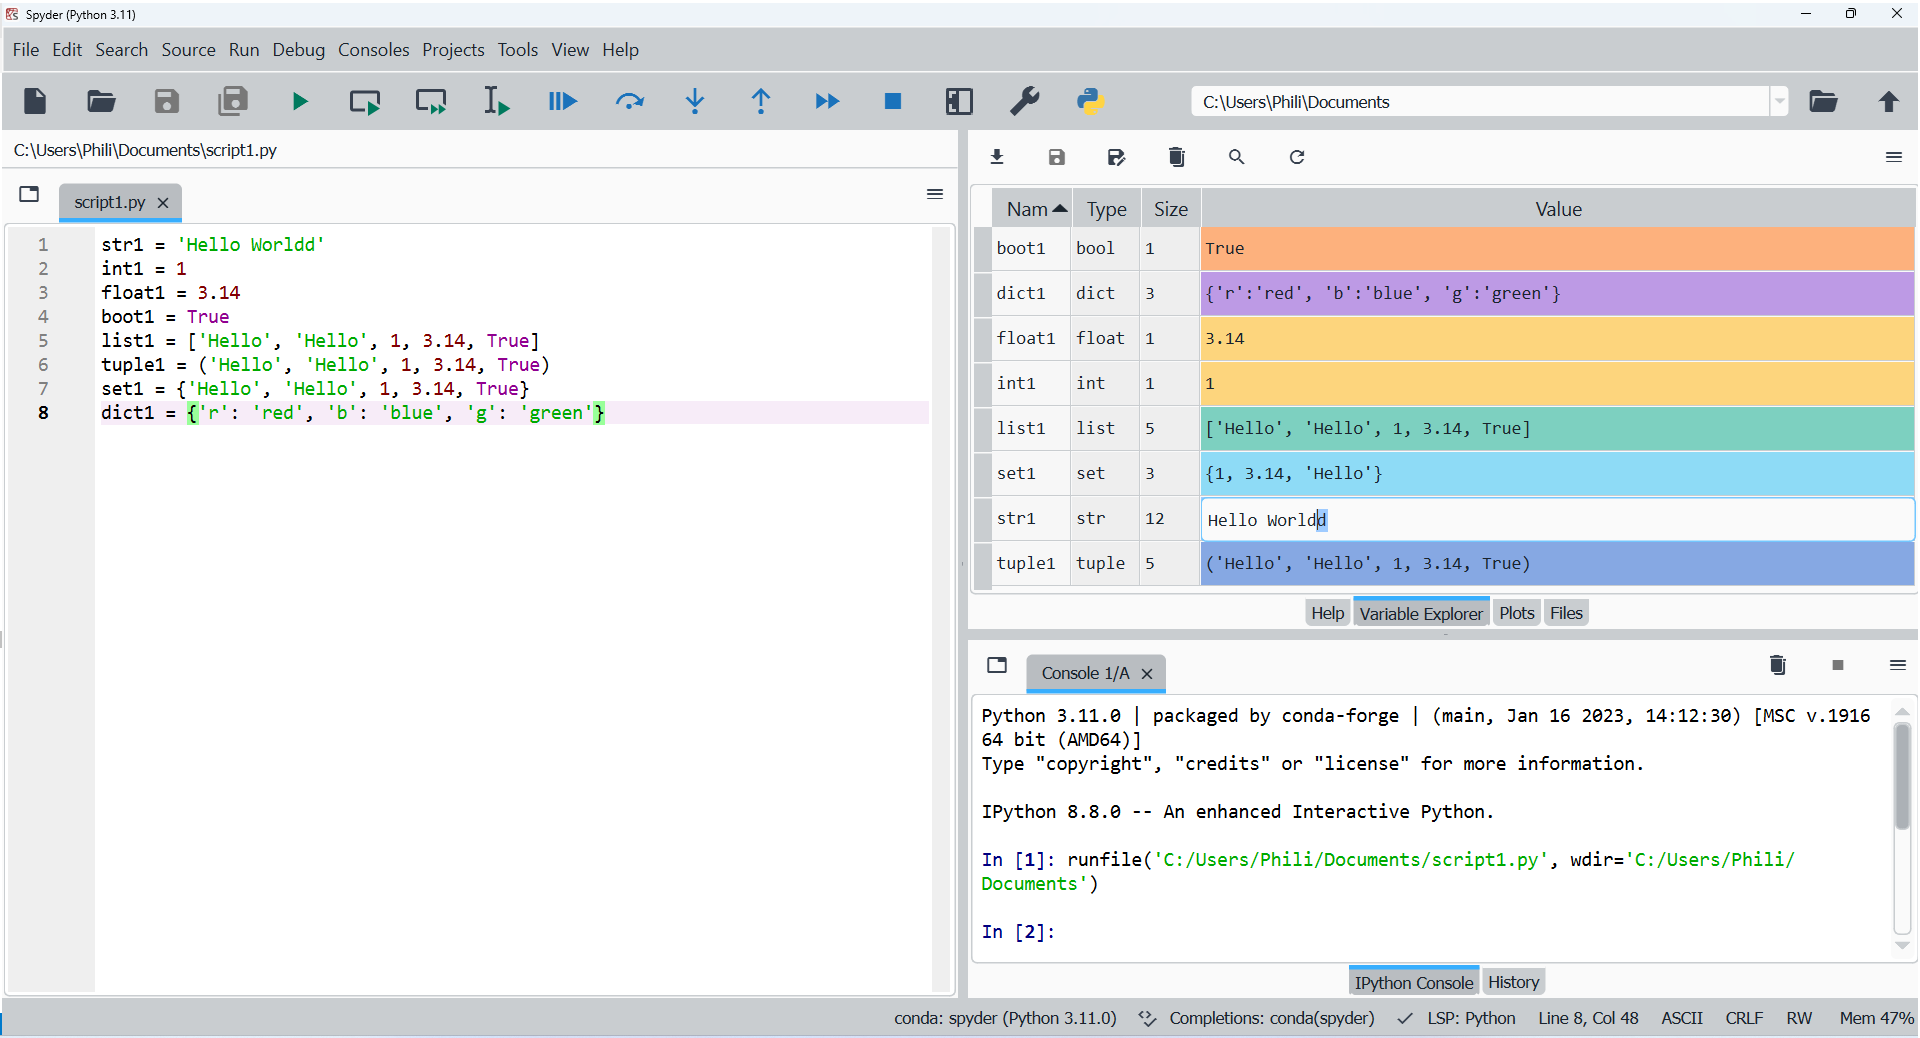 Spyder (Python 3.11)
File Edit Search Source Run Debug Consoles Projects Tools View Help
C:\Users\Phili\Documents
C:\Users\Phili\Documents\script1.py
script1.py
1 str1 = 'Hello Worldd'
2 int1 = 1
3 float1 = 3.14
4 boot1 = True
5 list1 = ['Hello', 'Hello', 1, 3.14, True]
6 tuple1 = ('Hello', 'Hello', 1, 3.14, True)
7 set1 = {'Hello', 'Hello', 1, 3.14, True}
8 dict1 = {'r': 'red', 'b': 'blue', 'g': 'green'}
Nam Type Size Value
boot1 bool 1 True
dict1 dict 3 {'r':'red', 'b':'blue', 'g':'green'}
float1 float 1 3.14
int1 int 1 1
list1 list 5 ['Hello', 'Hello', 1, 3.14, True]
set1 set 3 {1, 3.14, 'Hello'}
str1 str 12 Hello Worldd
tuple1 tuple 5 ('Hello', 'Hello', 1, 3.14, True)
Help Variable Explorer Plots Files
Console 1/A
Python 3.11.0 | packaged by conda-forge | (main, Jan 16 2023, 14:12:30) [MSC v.1916
64 bit (AMD64)]
Type "copyright", "credits" or "license" for more information.
IPython 8.8.0 -- An enhanced Interactive Python.
In [1]: runfile('C:/Users/Phili/Documents/script1.py', wdir='C:/Users/Phili/
Documents')
In [2]:
IPython Console History
conda: spyder (Python 3.11.0) Completions: conda(spyder) LSP: Python Line 8, Col 48 ASCII CRLF RW Mem 47%